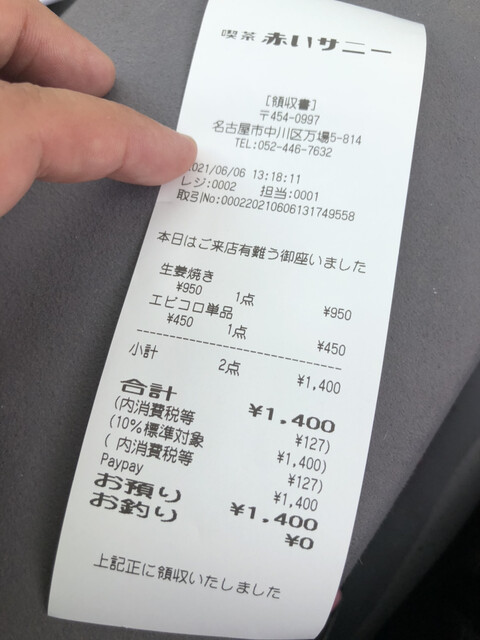 喫茶 赤いサニー
[領収書]
〒454-0997
名古屋市中川区万場5-814
TEL:052-446-7632
2021/06/06 13:18:11
レジ:0002 担当:0001
取引No:0002202106061317​49558
本日はご来店有難う御座いました
生姜焼き
¥950 1点 ¥950
エビコロ単品
¥450 1点 ¥450
小計 2点 ¥1,400
合計 ¥1,400
(内消費税等 ¥127)
(10%標準対象 ¥1,400)
( 内消費税等 ¥127)
Paypay ¥1,400
お預り ¥1,400
お釣り ¥0
上記正に領収いたしました